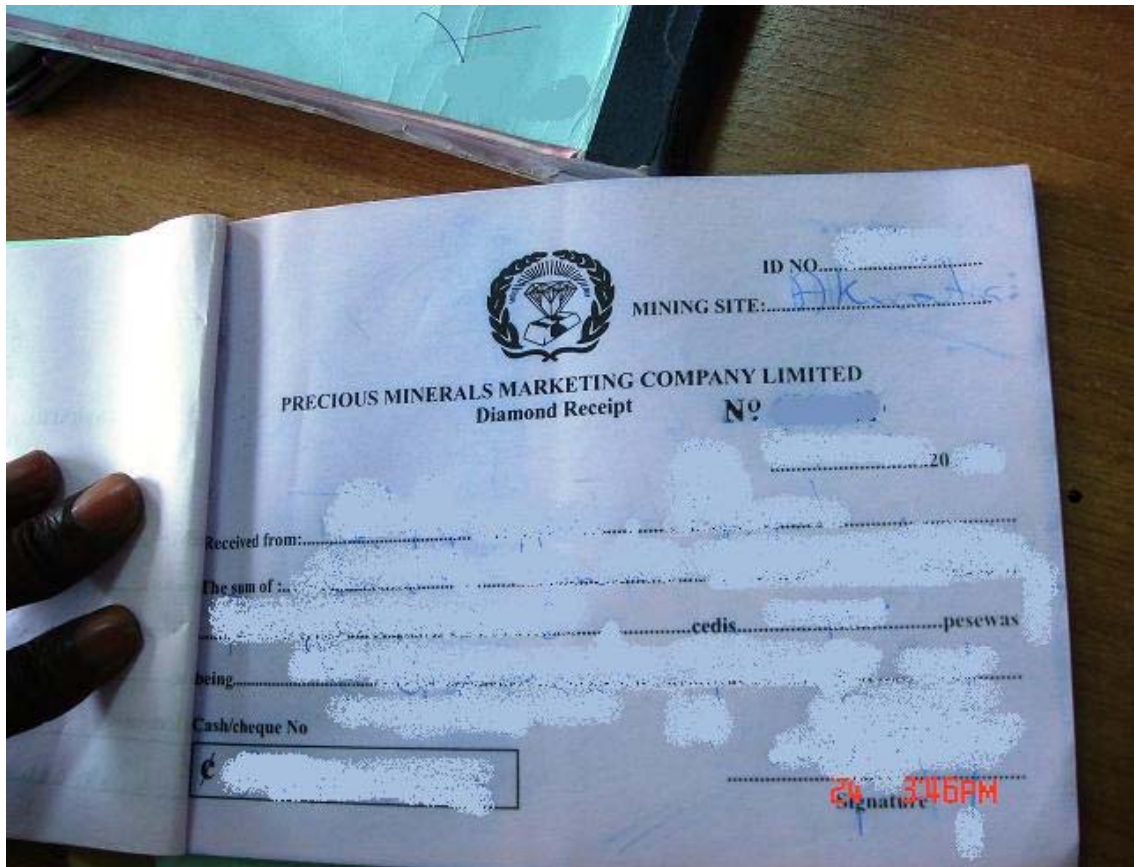 ID NO.
MINING SITE: Akwatia
PRECIOUS MINERALS MARKETING COMPANY LIMITED
Diamond Receipt
Nº
20
Received from:
The sum of :
cedis pesewas
being
Cash/cheque No
₵
Signature
24 3:46PM